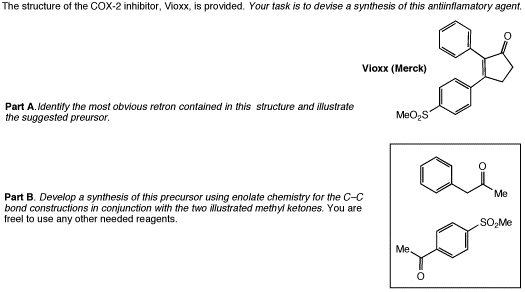 The structure of the COX-2 inhibitor, Vioxx, is provided. Your task is to devise a synthesis of this antiinflamatory agent.
O
Vioxx (Merck)
MeO2S
Part A.Identify the most obvious retron contained in this structure and illustrate
the suggested preursor.
O
Me
Part B. Develop a synthesis of this precursor using enolate chemistry for the C–C
bond constructions in conjunction with the two illustrated methyl ketones. You are
freel to use any other needed reagents.
SO2Me
Me
O